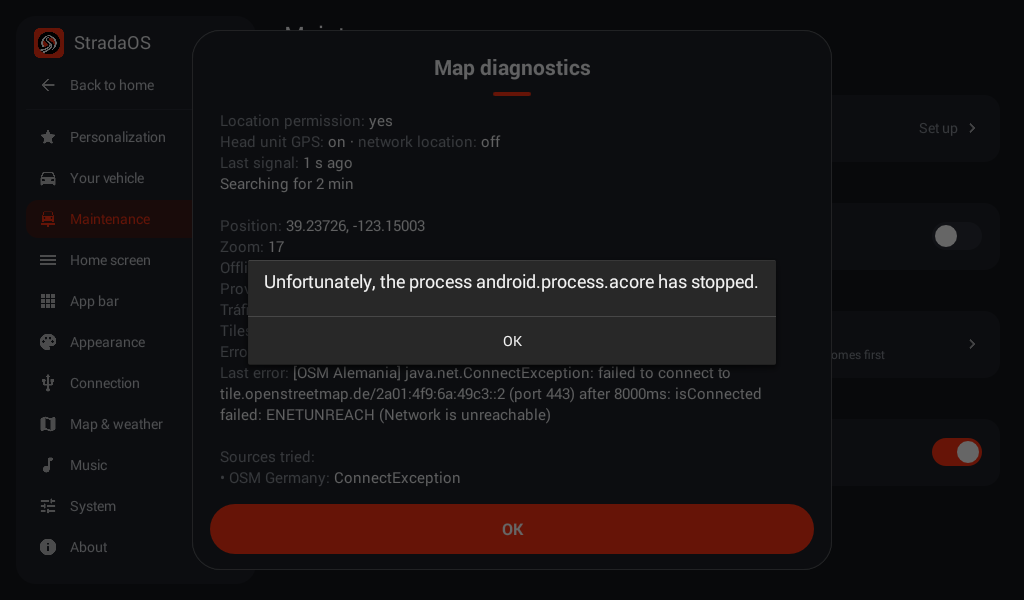 StradaOS
Back to home
Personalization
Your vehicle
Maintenance
Home screen
App bar
Appearance
Connection
Map & weather
Music
System
About
Map diagnostics
Location permission: yes
Head unit GPS: on · network location: off
Last signal: 1 s ago
Searching for 2 min
Position: 39.23726, -123.15003
Zoom: 17
Unfortunately, the process android.process.acore has stopped.
OK
Last error: [OSM Alemania] java.net.ConnectException: failed to connect to
tile.openstreetmap.de/2a01:4f9:6a:49c3::2 (port 443) after 8000ms: isConnected
failed: ENETUNREACH (Network is unreachable)
Sources tried:
• OSM Germany: ConnectException
OK
Set up
first